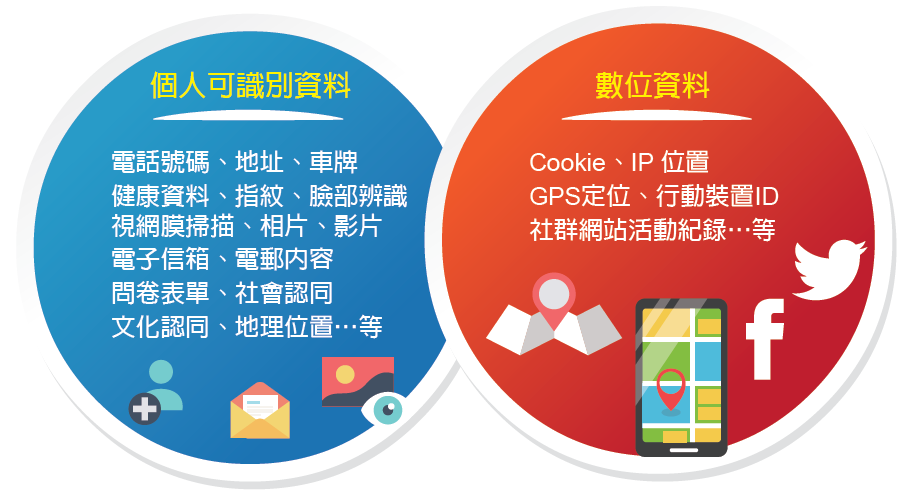 個人可識別資料
電話號碼、地址、車牌
健康資料、指紋、臉部辨識
視網膜掃描、相片、影片
電子信箱、電郵內容
問卷表單、社會認同
文化認同、地理位置…等
數位資料
Cookie、IP 位置
GPS定位、行動裝置ID
社群網站活動紀錄…等